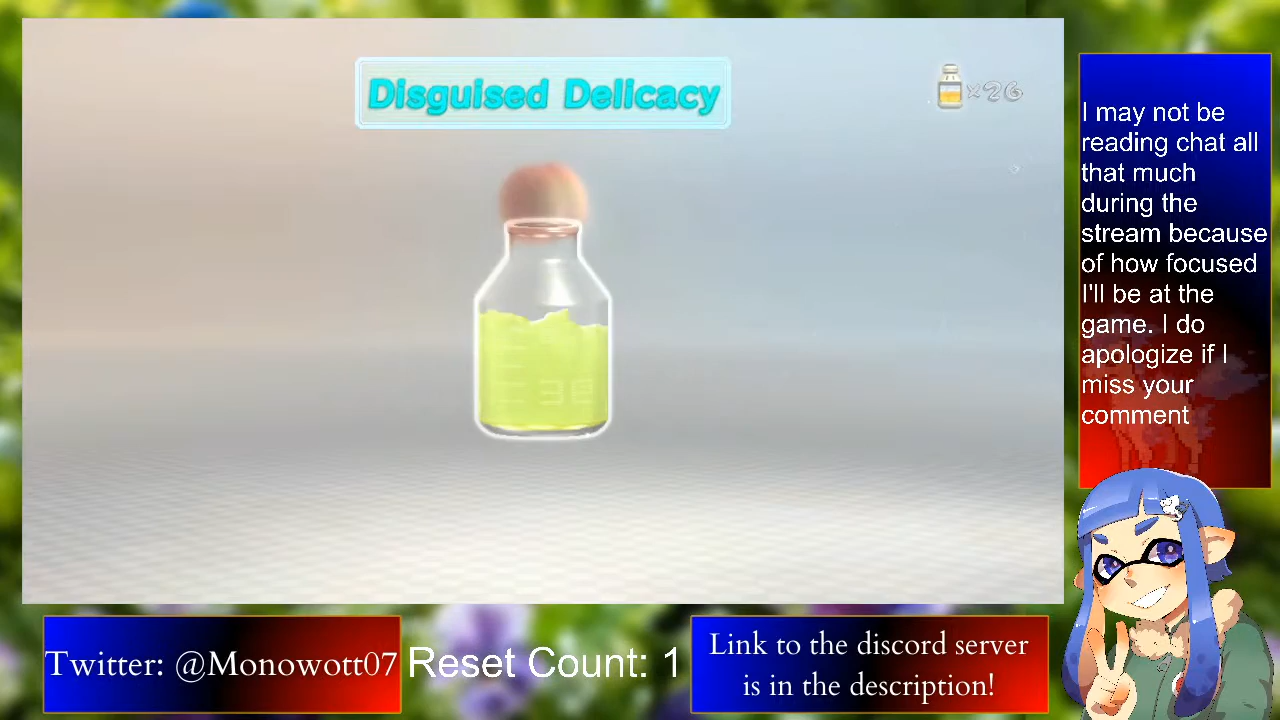 Disguised Delicacy
×26
I may not be
reading chat all
that much
during the
stream because
of how focused
I'll be at the
game. I do
apologize if I
miss your
comment
Twitter: @Monowott07
Reset Count: 1
Link to the discord server
is in the description!